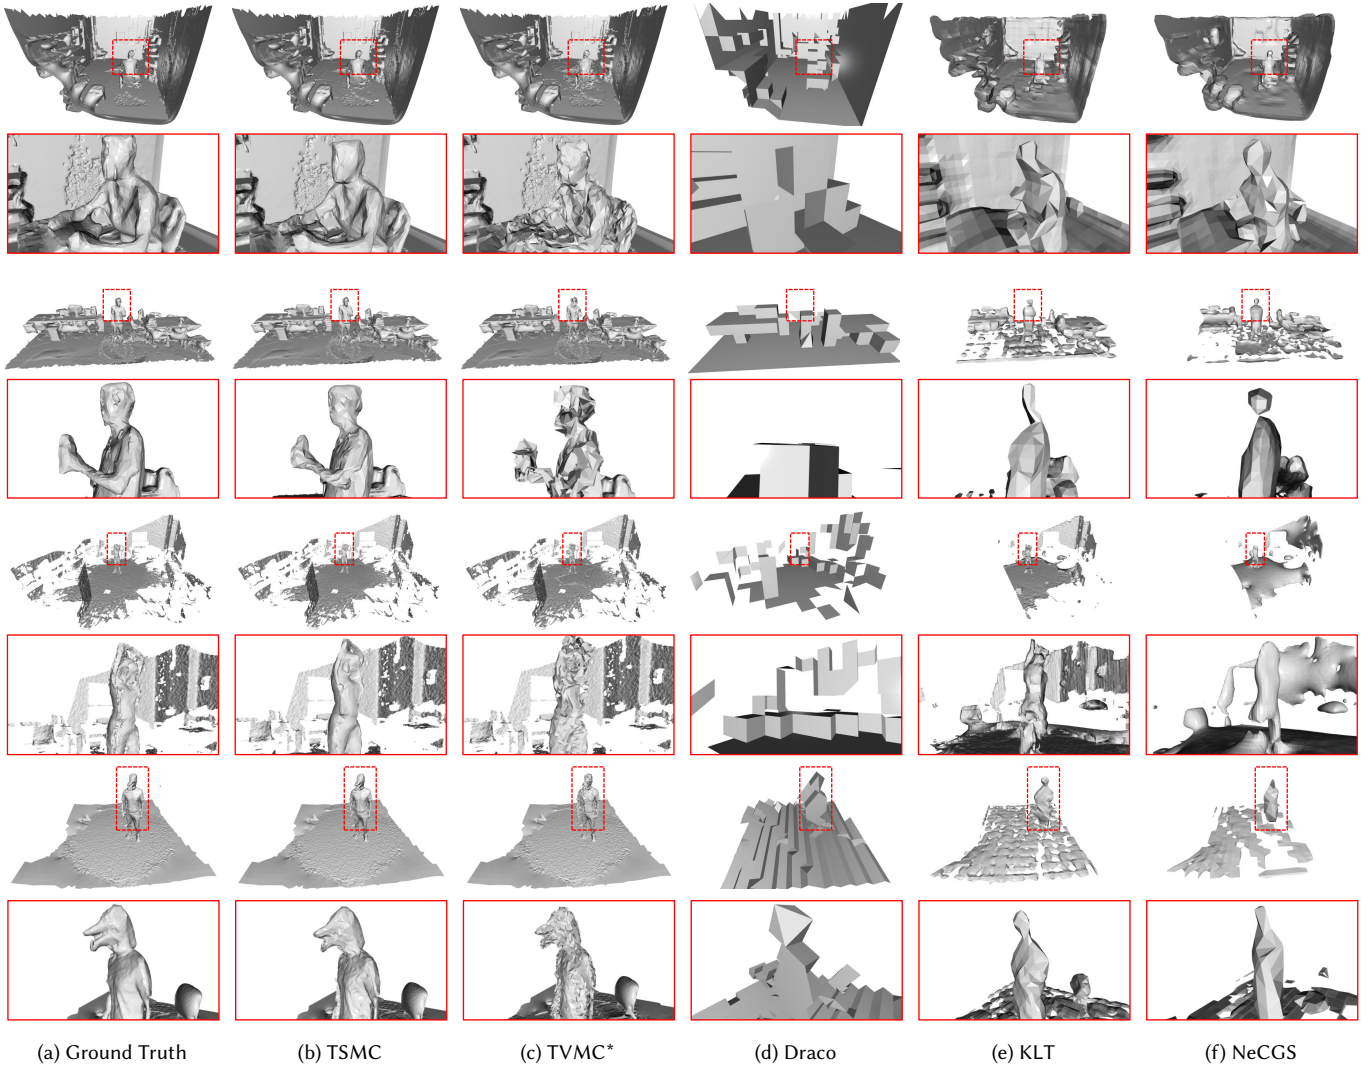 (a) Ground Truth
(b) TSMC
(c) TVMC*
(d) Draco
(e) KLT
(f) NeCGS